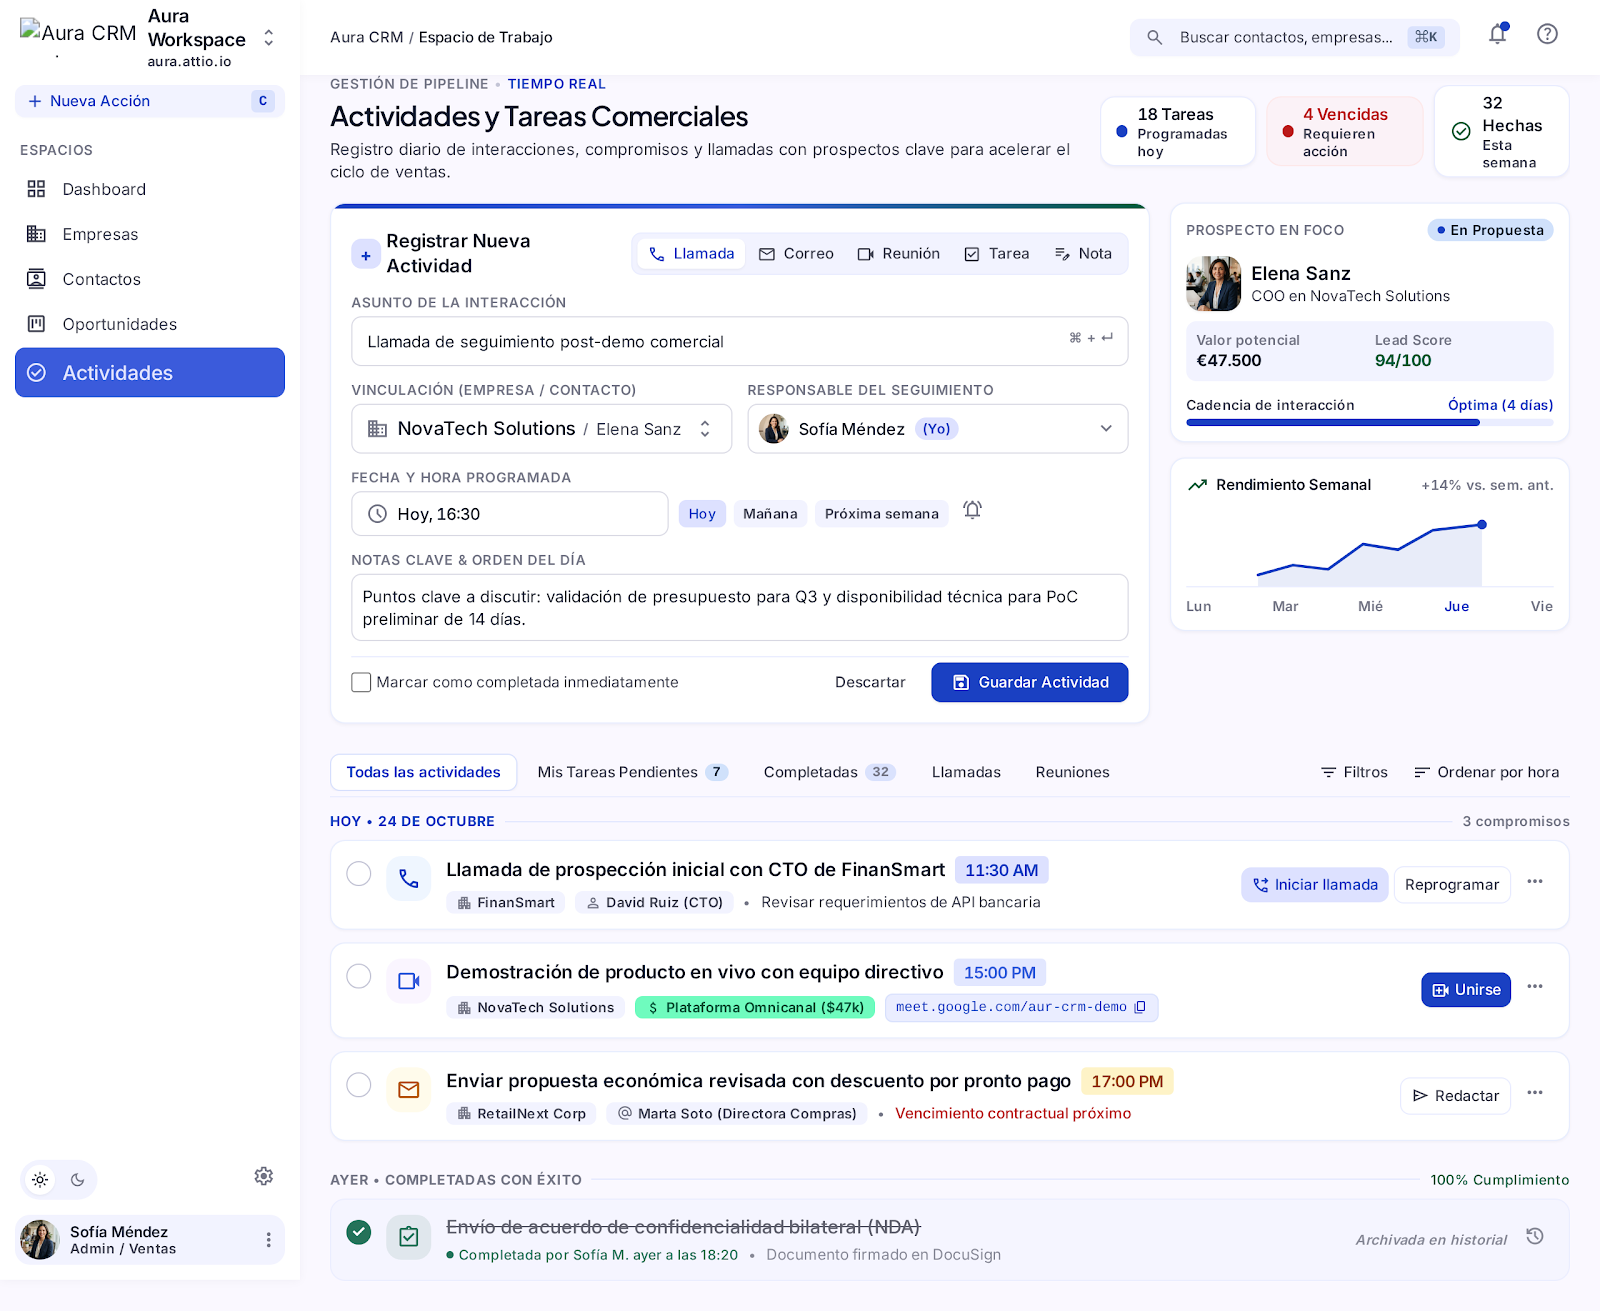 Aura CRM
Aura
Workspace
aura.attio.io
Nueva Acción
C
ESPACIOS
Dashboard
Empresas
Contactos
Oportunidades
Actividades
Sofía Méndez
Admin / Ventas
Aura CRM / Espacio de Trabajo
Buscar contactos, empresas...
⌘K
GESTIÓN DE PIPELINE • TIEMPO REAL
Actividades y Tareas Comerciales
Registro diario de interacciones, compromisos y llamadas con prospectos clave para acelerar el
ciclo de ventas.
18 Tareas
Programadas
hoy
4 Vencidas
Requieren
acción
32
Hechas
Esta
semana
Registrar Nueva
Actividad
Llamada
Correo
Reunión
Tarea
Nota
ASUNTO DE LA INTERACCIÓN
Llamada de seguimiento post-demo comercial
⌘ + ↵
VINCULACIÓN (EMPRESA / CONTACTO)
NovaTech Solutions / Elena Sanz
RESPONSABLE DEL SEGUIMIENTO
Sofía Méndez (Yo)
FECHA Y HORA PROGRAMADA
Hoy, 16:30
Hoy
Mañana
Próxima semana
NOTAS CLAVE & ORDEN DEL DÍA
Puntos clave a discutir: validación de presupuesto para Q3 y disponibilidad técnica para PoC
preliminar de 14 días.
Marcar como completada inmediatamente
Descartar
Guardar Actividad
PROSPECTO EN FOCO
En Propuesta
Elena Sanz
COO en NovaTech Solutions
Valor potencial
€47.500
Lead Score
94/100
Cadencia de interacción
Óptima (4 días)
Rendimiento Semanal
+14% vs. sem. ant.
Lun
Mar
Mié
Jue
Vie
Todas las actividades
Mis Tareas Pendientes 7
Completadas 32
Llamadas
Reuniones
Filtros
Ordenar por hora
HOY • 24 DE OCTUBRE
3 compromisos
Llamada de prospección inicial con CTO de FinanSmart 11:30 AM
FinanSmart
David Ruiz (CTO)
• Revisar requerimientos de API bancaria
Iniciar llamada
Reprogramar
Demostración de producto en vivo con equipo directivo 15:00 PM
NovaTech Solutions
$ Plataforma Omnicanal ($47k)
meet.google.com/aur-crm-demo
Unirse
Enviar propuesta económica revisada con descuento por pronto pago 17:00 PM
RetailNext Corp
Marta Soto (Directora Compras)
• Vencimiento contractual próximo
Redactar
AYER • COMPLETADAS CON ÉXITO
100% Cumplimiento
Envío de acuerdo de confidencialidad bilateral (NDA)
Completada por Sofía M. ayer a las 18:20 • Documento firmado en DocuSign
Archivada en historial